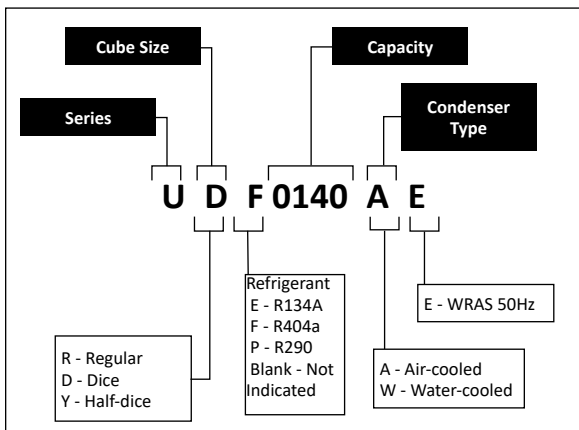 Cube Size
Capacity
Series
Condenser
Type
U D F 0140 A E
Refrigerant
E - R134A
F - R404a
P - R290
Blank - Not
Indicated
E - WRAS 50Hz
R - Regular
D - Dice
Y - Half-dice
A - Air-cooled
W - Water-cooled